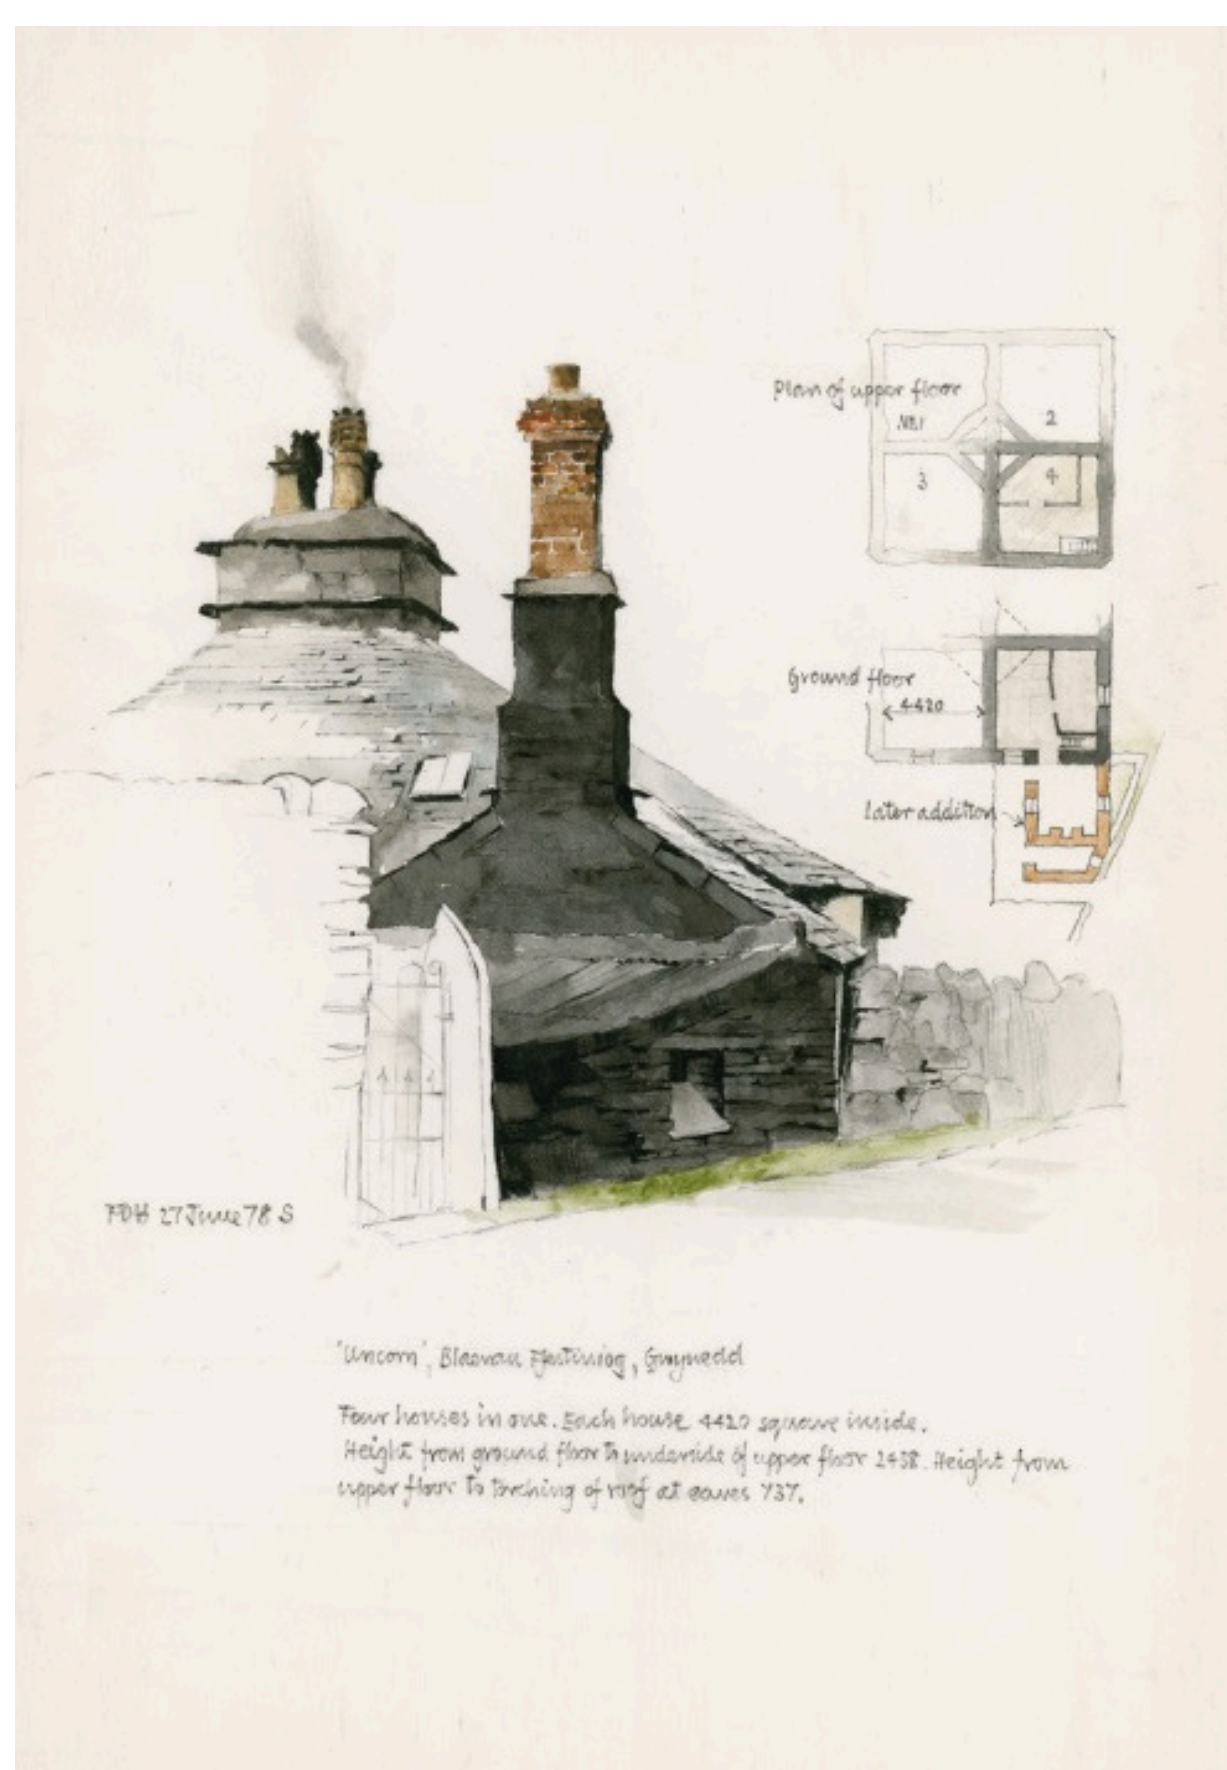 Plan of upper floor
No.1
2
3
4
Ground floor
4420
later addition
27 June 78 S
'Uncorn', Blaenau Ffestiniog, Gwynedd
Four houses in one. Each house 4420 square inside.
Height from ground floor to underside of upper floor 2438. Height from
upper floor to torching of roof at eaves 737.